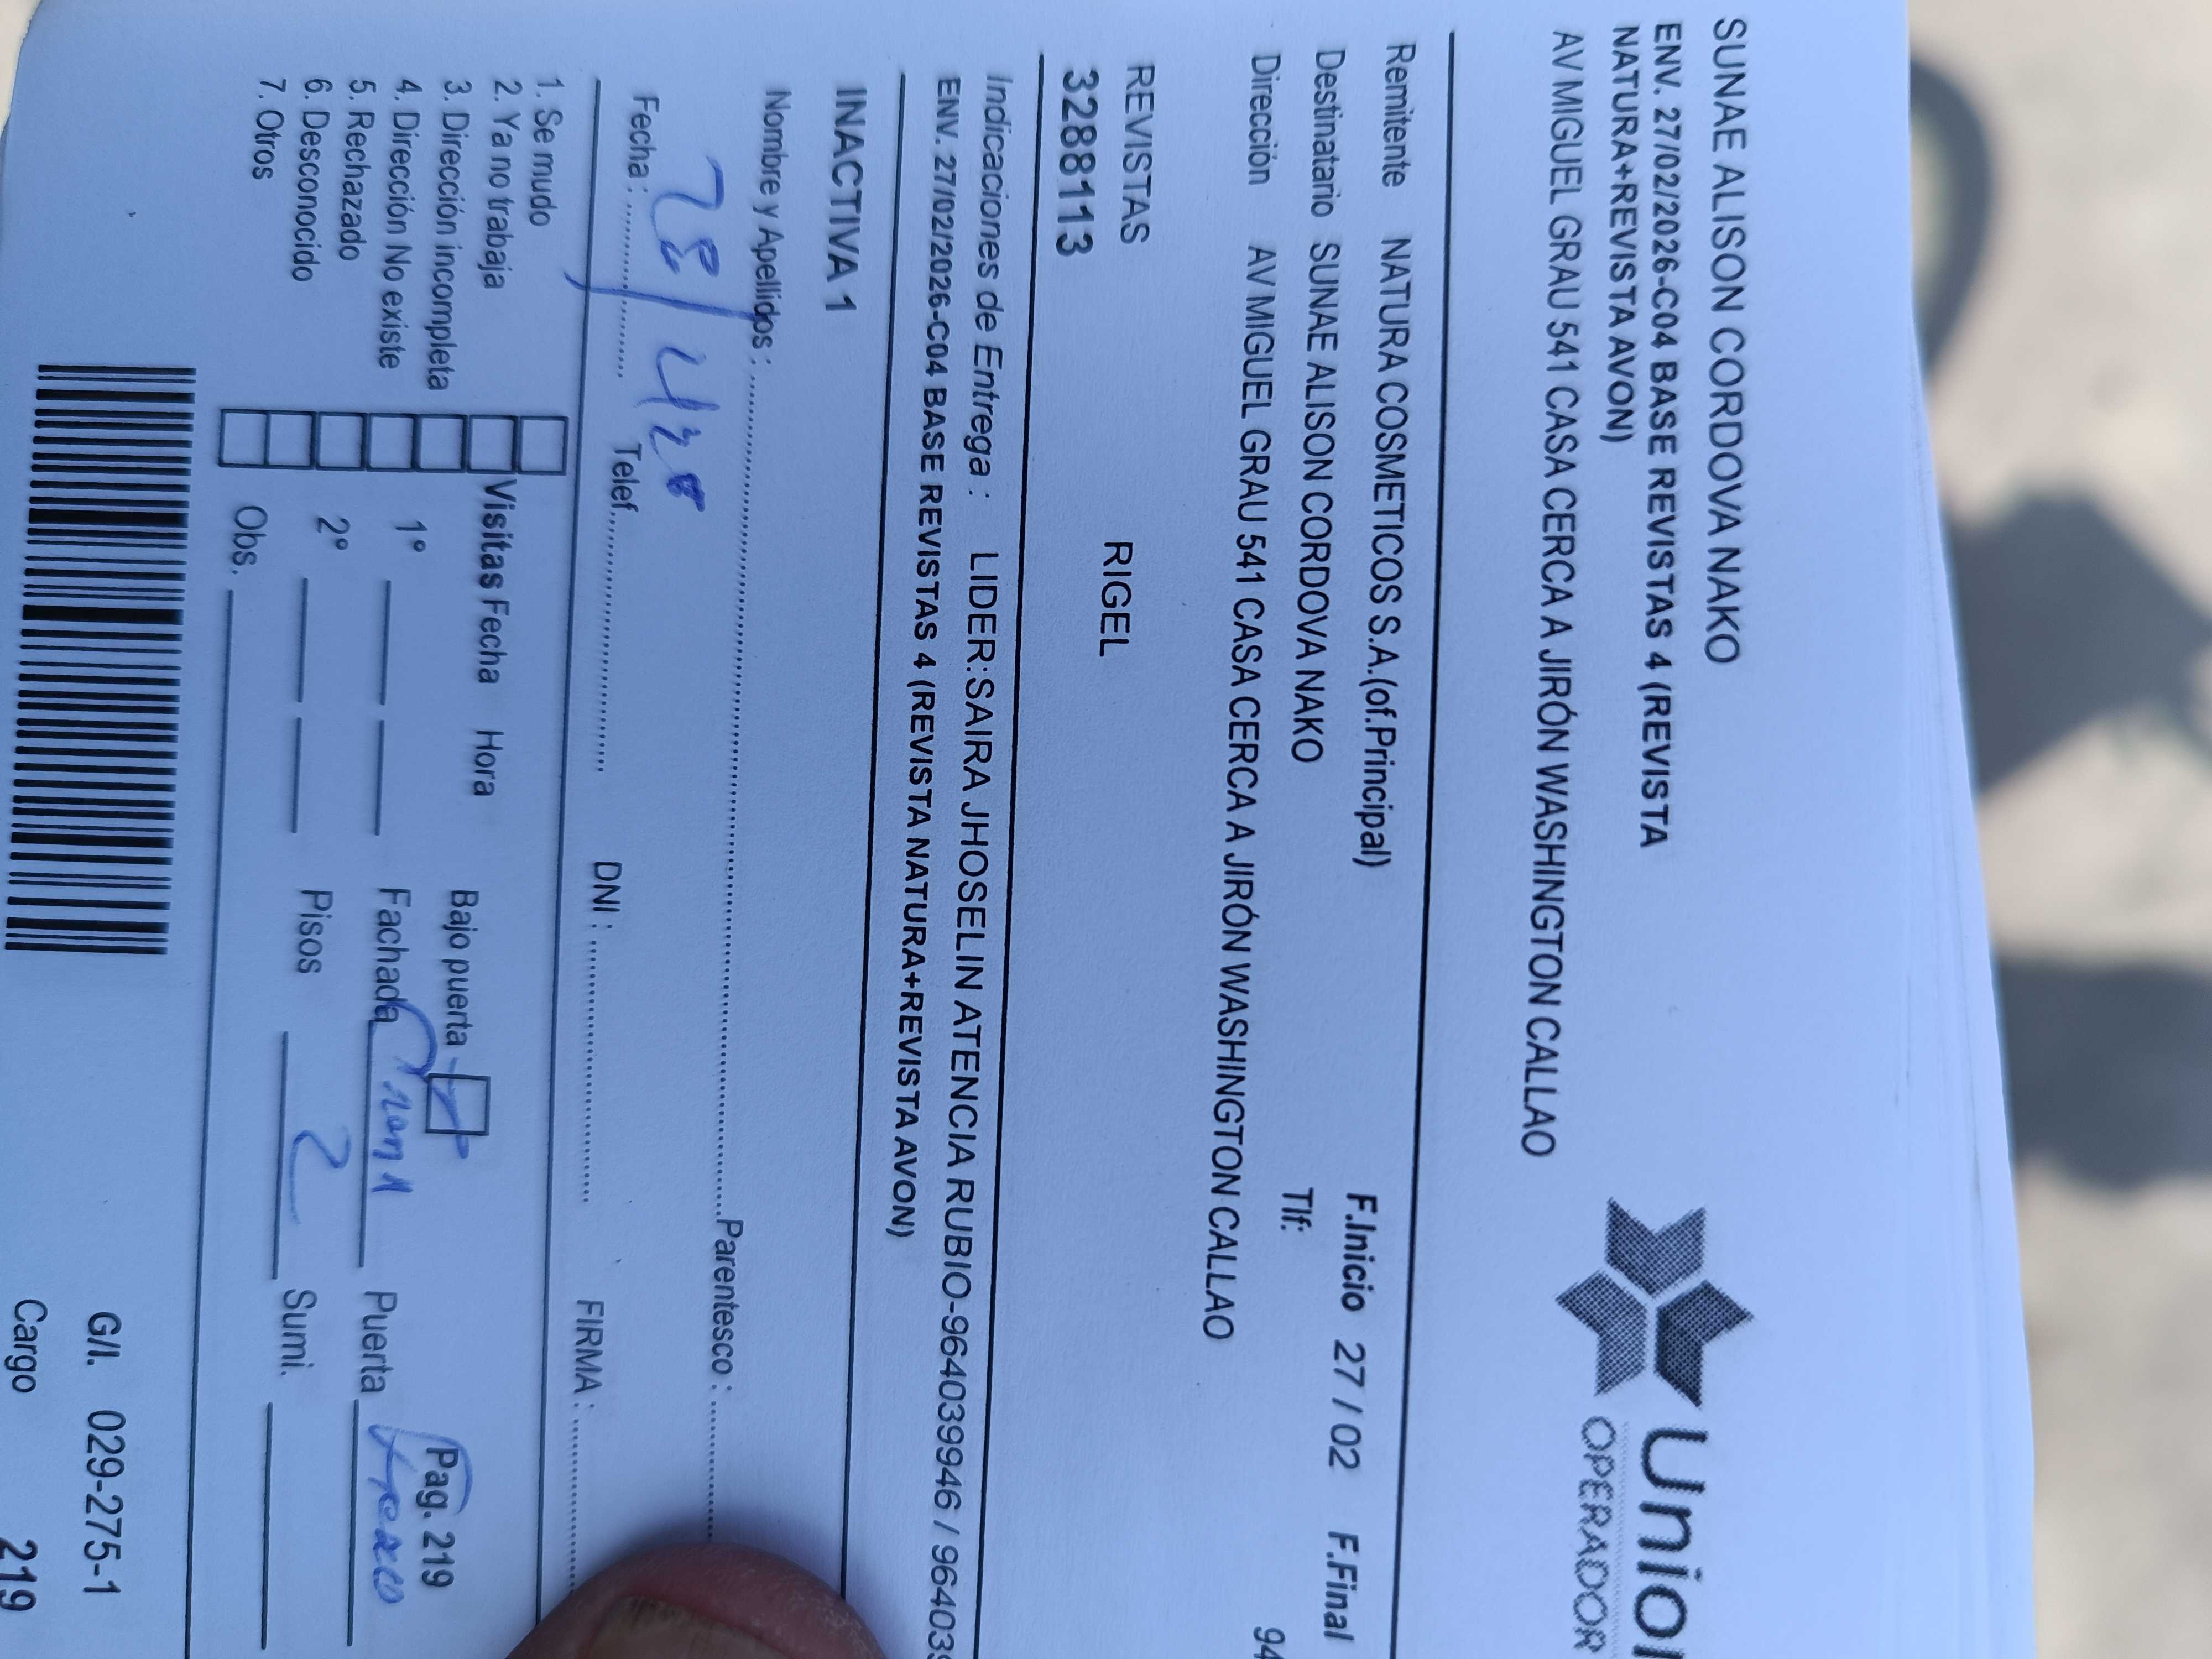 SUNAE ALISON CORDOVA NAKO
ENV. 27/02/2026-C04 BASE REVISTAS 4 (REVISTA
NATURA+REVISTA AVON)
AV MIGUEL GRAU 541 CASA CERCA A JIRÓN WASHINGTON CALLAO
OPERADOR
Remitente NATURA COSMETICOS S.A.(of.Principal) F.Inicio 27 / 02 F.Final
Destinatario SUNAE ALISON CORDOVA NAKO Tlf:
Dirección AV MIGUEL GRAU 541 CASA CERCA A JIRÓN WASHINGTON CALLAO
REVISTAS RIGEL
3288113
Indicaciones de Entrega : LIDER:SAIRA JHOSELIN ATENCIA RUBIO-964039946 /
ENV. 27/02/2026-C04 BASE REVISTAS 4 (REVISTA NATURA+REVISTA AVON)
INACTIVA 1
Nombre y Apellidos : Parentesco :
Fecha : Telef. DNI : FIRMA :
1. Se mudo
2. Ya no trabaja
3. Dirección incompleta
4. Dirección No existe
5. Rechazado
6. Desconocido
7. Otros
Visitas Fecha Hora
1°
2°
Obs.
Bajo puerta Pag. 219
Fachada Puerta
Pisos 2 Sumi.
G/I. 029-275-1
Cargo 219